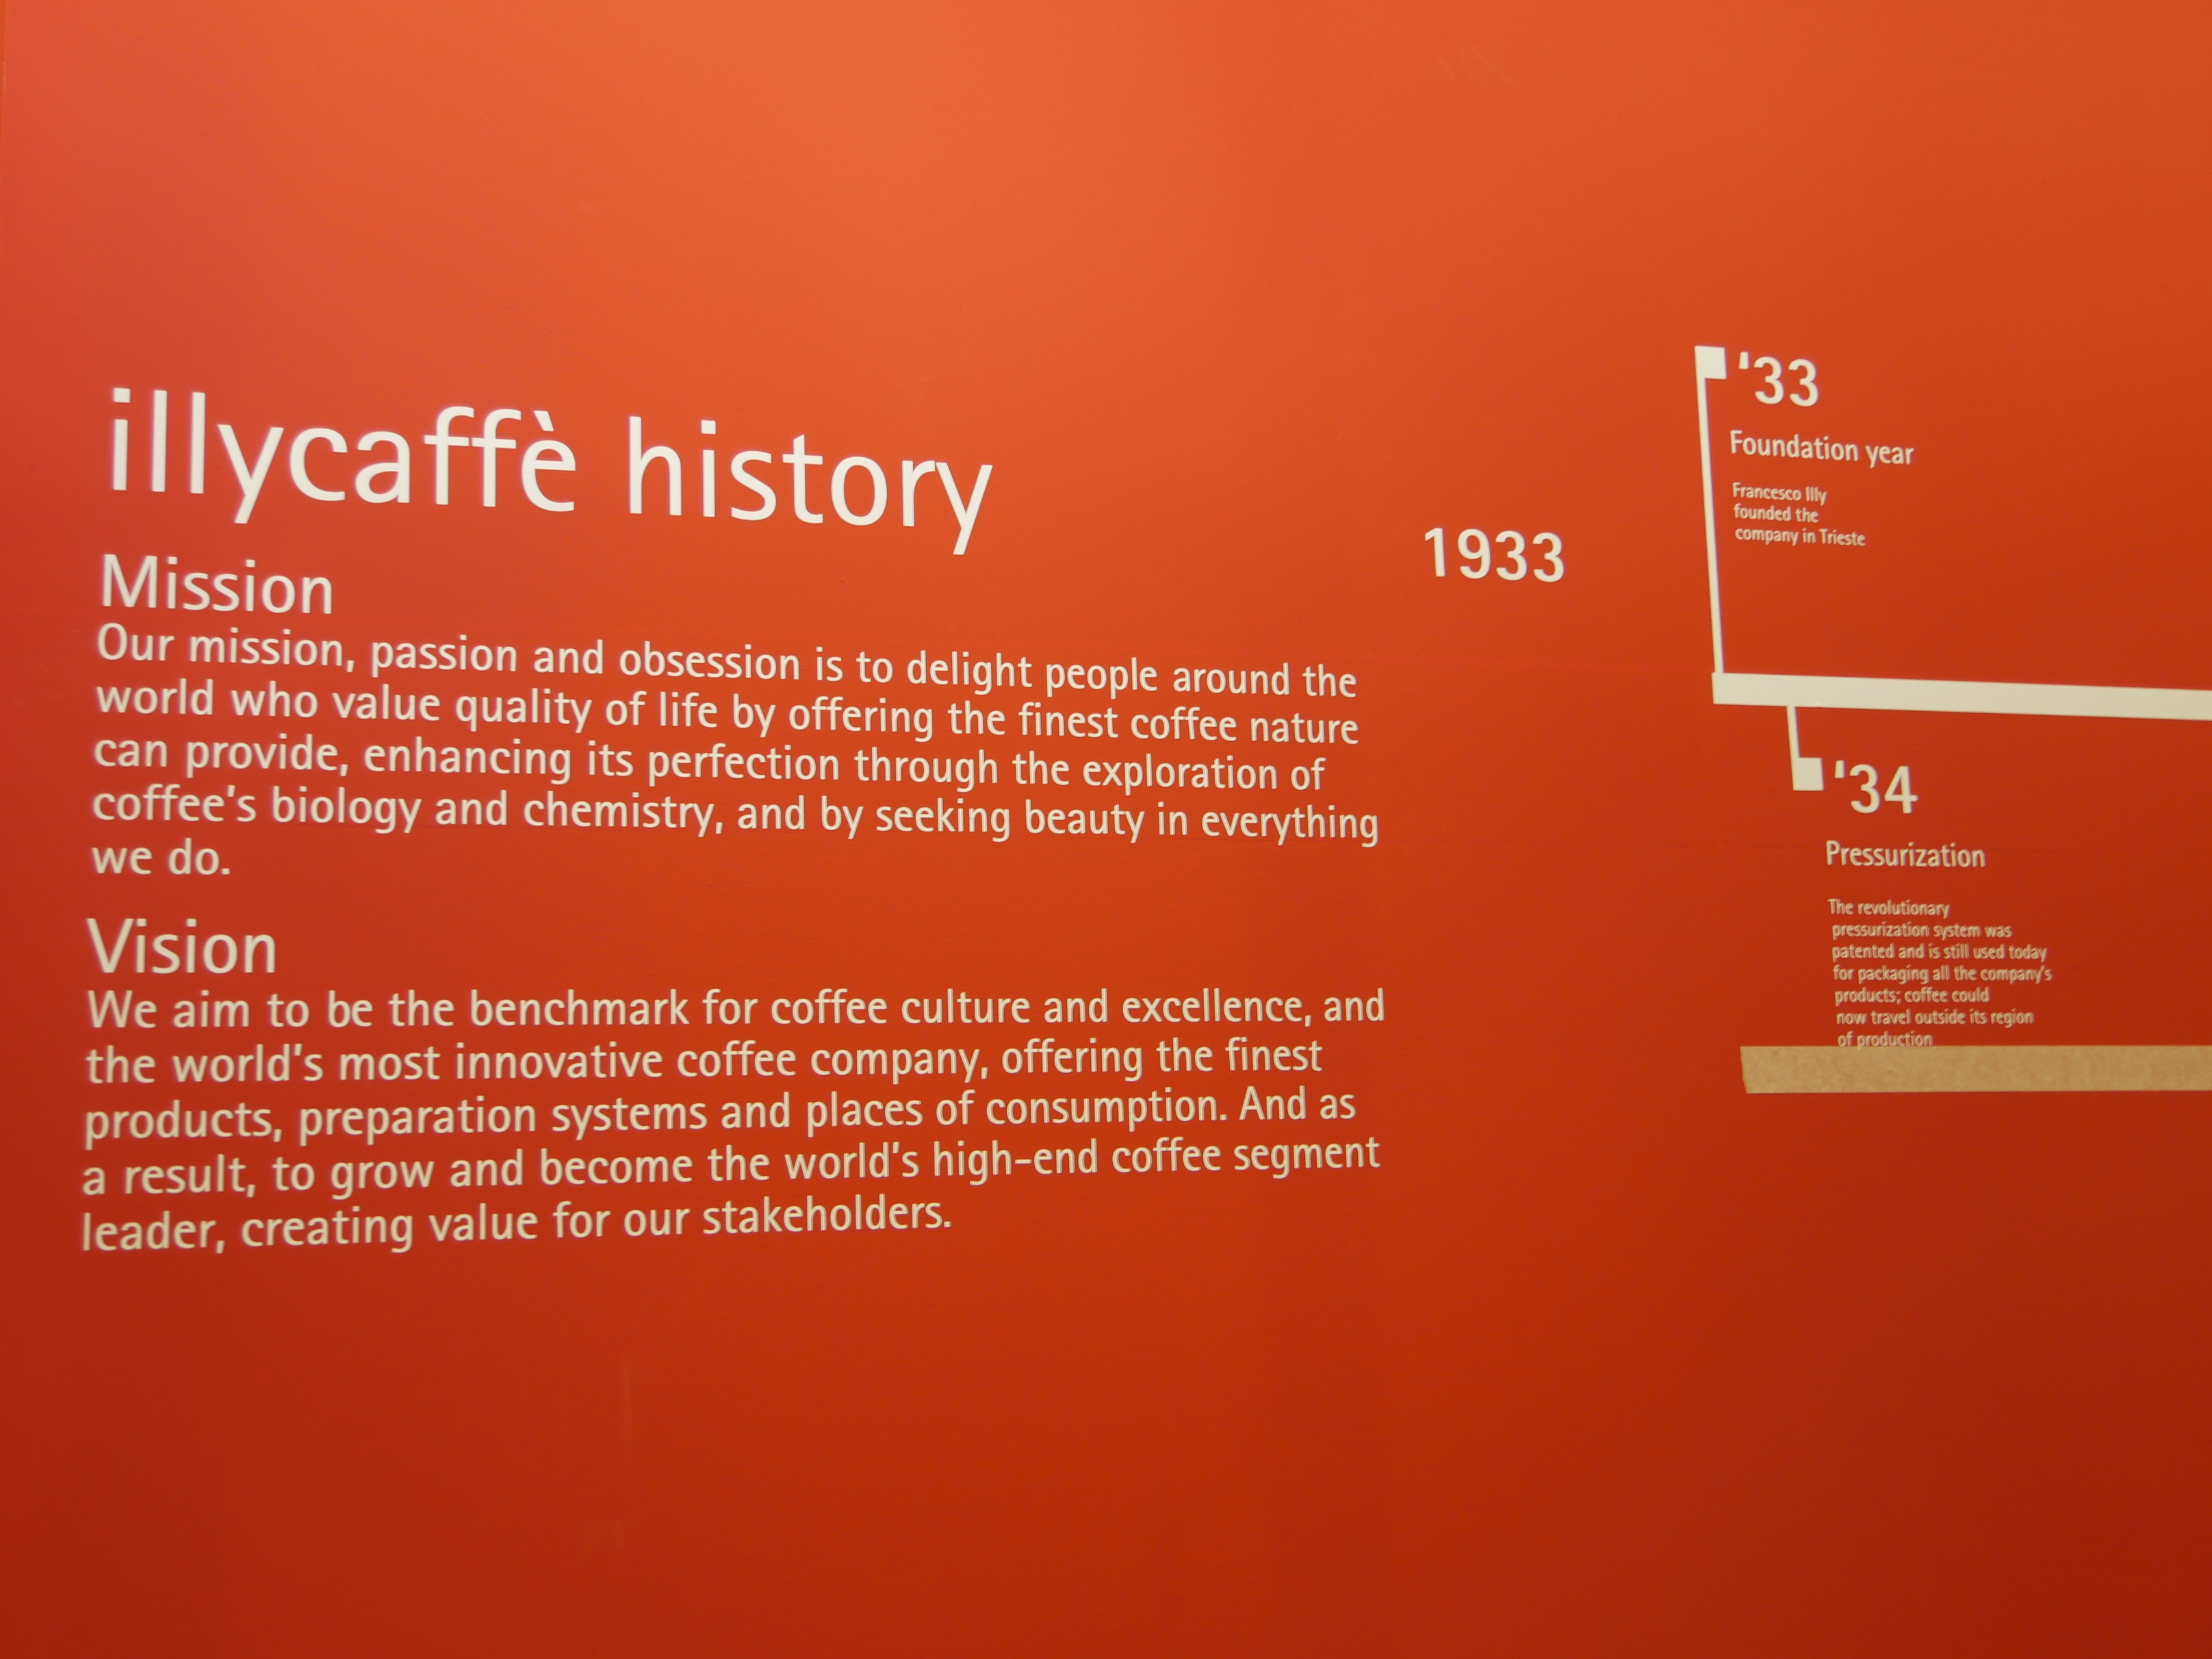 illycaffè history
Mission
Our mission, passion and obsession is to delight people around the
world who value quality of life by offering the finest coffee nature
can provide, enhancing its perfection through the exploration of
coffee's biology and chemistry, and by seeking beauty in everything
we do.
Vision
We aim to be the benchmark for coffee culture and excellence, and
the world's most innovative coffee company, offering the finest
products, preparation systems and places of consumption. And as
a result, to grow and become the world's high-end coffee segment
leader, creating value for our stakeholders.
1933
'33
Foundation year
Francesco Illy
founded the
company in Trieste
'34
Pressurization
The revolutionary
pressurization system was
patented and is still used today
for packaging all the company's
products; coffee could
now travel outside its region
of production